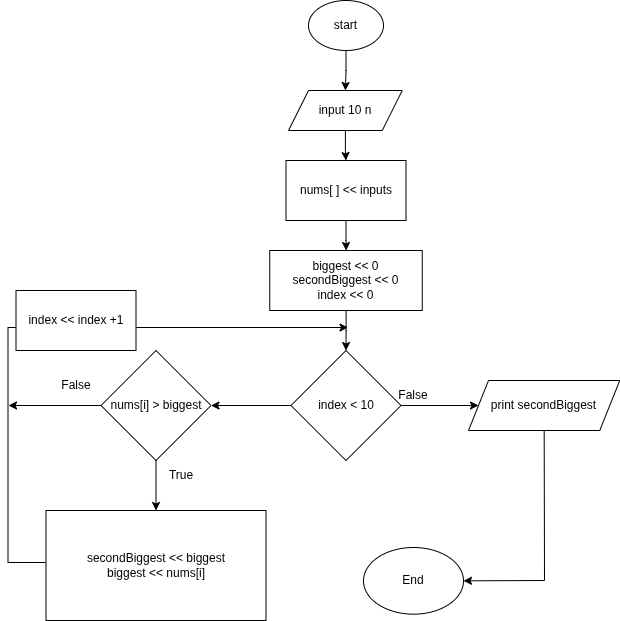 start
input 10 n
nums[ ] << inputs
biggest << 0
secondBiggest << 0
index << 0
index << index +1
False
nums[i] > biggest
index < 10
False
print secondBiggest
True
secondBiggest << biggest
biggest << nums[i]
End